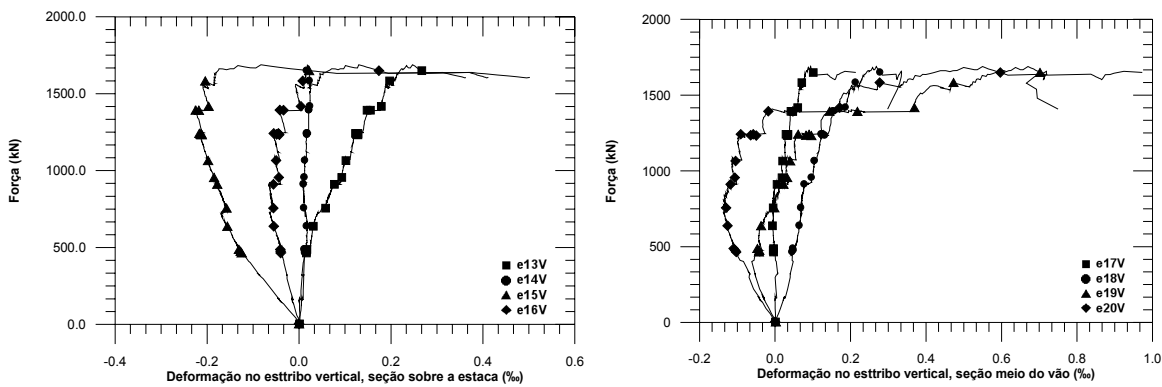 2000.0
1500.0
1000.0
500.0
0.0
Força (kN)
-0.4
-0.2
0.0
0.2
0.4
0.6
Deformação no esttribo vertical, seção sobre a estaca (‰)
e13V
e14V
e15V
e16V
2000
1500
1000
500
0
Força (kN)
-0.2
0.0
0.2
0.4
0.6
0.8
1.0
Deformação no esttribo vertical, seção meio do vão (‰)
e17V
e18V
e19V
e20V